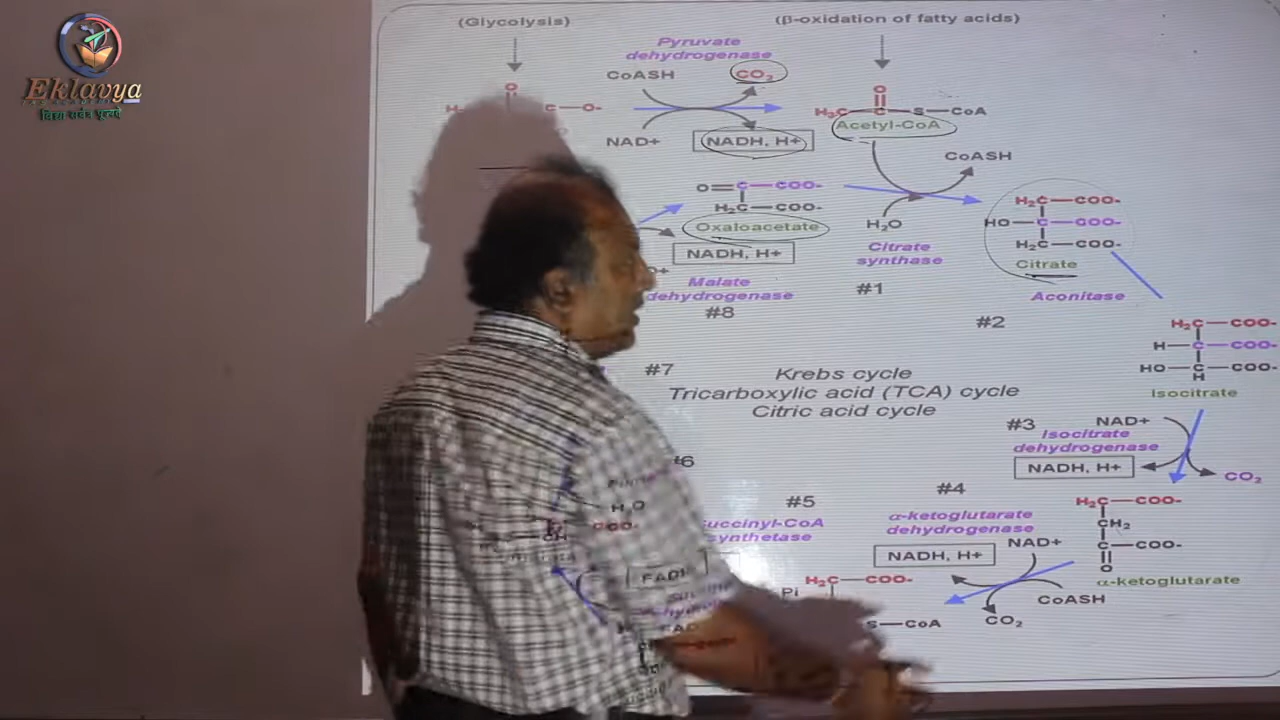 Eklavya
(Glycolysis)
(β-oxidation of fatty acids)
Pyruvate
dehydrogenase
CoASH
CO₂
O
O
C—O-
H₃C—C—S—CoA
Acetyl-CoA
NAD+
NADH, H+
CoASH
O=C—COO-
H₂C—COO-
Oxaloacetate
NADH, H+
H₂O
Citrate
synthase
#1
H₂C—COO-
HO—C—COO-
H₂C—COO-
Citrate
Malate
dehydrogenase
#8
Aconitase
#2
H₂C—COO-
H—C—COO-
HO—C—COO-
H
Isocitrate
#7
Krebs cycle
Tricarboxylic acid (TCA) cycle
Citric acid cycle
#3
NAD+
Isocitrate
dehydrogenase
NADH, H+
CO₂
#6
#5
#4
H₂O
COO-
α-ketoglutarate
dehydrogenase
NADH, H+
NAD+
H₂C—COO-
CH₂
C—COO-
O
α-ketoglutarate
Pi
H₂C—COO-
S—CoA
CoASH
CO₂